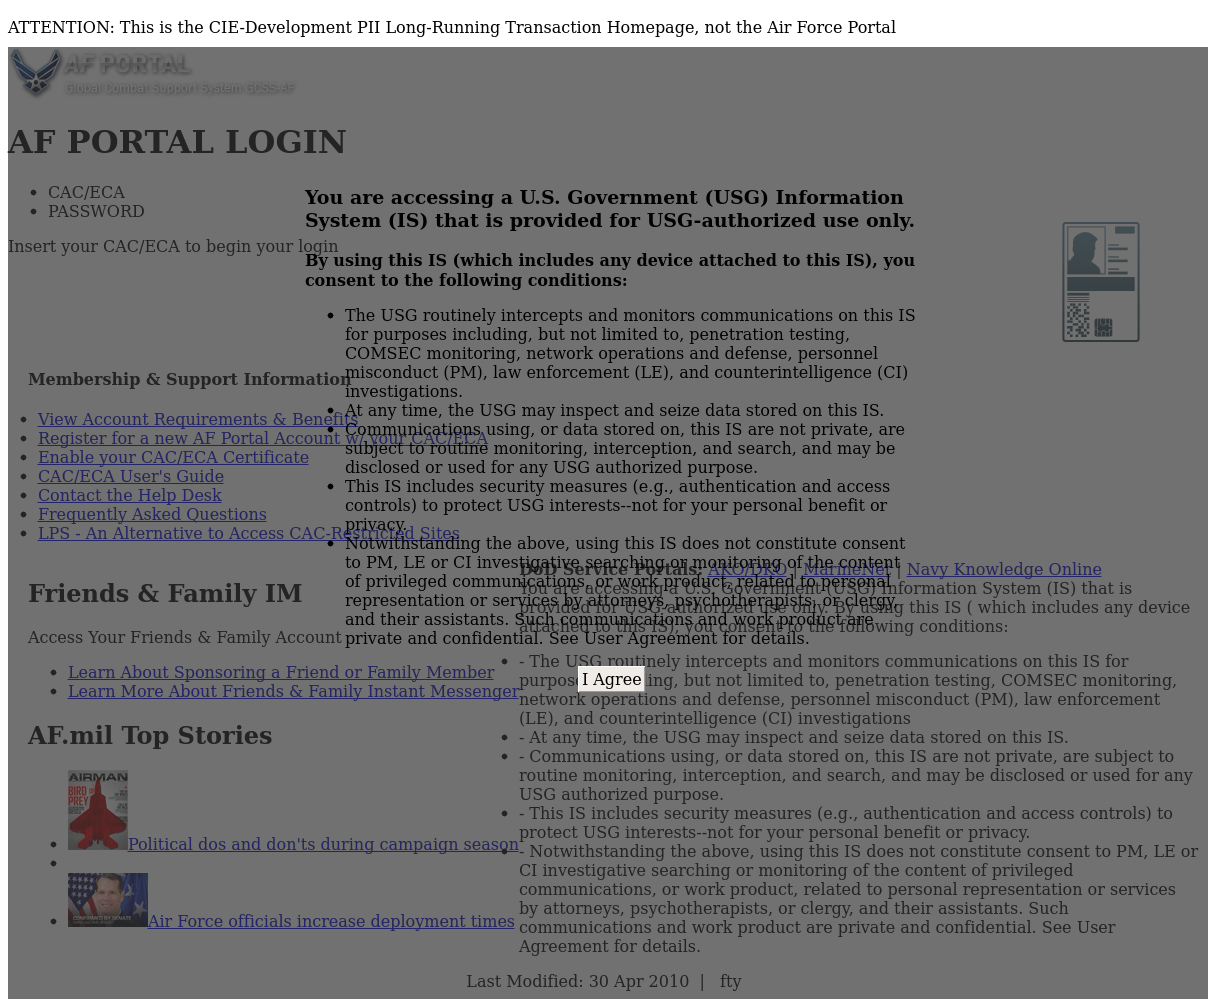 ATTENTION: This is the CIE-Development PII Long-Running Transaction Homepage, not the Air Force Portal
AF PORTAL
Global Combat Support System GCSS-AF
AF PORTAL LOGIN
CAC/ECA
PASSWORD
Insert your CAC/ECA to begin your login
You are accessing a U.S. Government (USG) Information
System (IS) that is provided for USG-authorized use only.
By using this IS (which includes any device attached to this IS), you
consent to the following conditions:
The USG routinely intercepts and monitors communications on this IS
for purposes including, but not limited to, penetration testing,
COMSEC monitoring, network operations and defense, personnel
misconduct (PM), law enforcement (LE), and counterintelligence (CI)
investigations.
At any time, the USG may inspect and seize data stored on this IS.
Communications using, or data stored on, this IS are not private, are
subject to routine monitoring, interception, and search, and may be
disclosed or used for any USG authorized purpose.
This IS includes security measures (e.g., authentication and access
controls) to protect USG interests--not for your personal benefit or
privacy.
Notwithstanding the above, using this IS does not constitute consent
to PM, LE or CI investigative searching or monitoring of the content
of privileged communications, or work product, related to personal
representation or services by attorneys, psychotherapists, or clergy,
and their assistants. Such communications and work product are
private and confidential. See User Agreement for details.
I Agree
Membership & Support Information
View Account Requirements & Benefits
Register for a new AF Portal Account w/ your CAC/ECA
Enable your CAC/ECA Certificate
CAC/ECA User's Guide
Contact the Help Desk
Frequently Asked Questions
LPS - An Alternative to Access CAC-Restricted Sites
Friends & Family IM
Access Your Friends & Family Account
Learn About Sponsoring a Friend or Family Member
Learn More About Friends & Family Instant Messenger
AF.mil Top Stories
AIRMAN
BIRD OF
PREY
Political dos and don'ts during campaign season
Air Force officials increase deployment times
DoD Service Portals: AKO/DKO | MarineNet | Navy Knowledge Online
You are accessing a U.S. Government (USG) Information System (IS) that is
provided for USG-authorized use only. By using this IS ( which includes any device
attached to this IS), you consent to the following conditions:
- The USG routinely intercepts and monitors communications on this IS for
purpose ing, but not limited to, penetration testing, COMSEC monitoring,
network operations and defense, personnel misconduct (PM), law enforcement
(LE), and counterintelligence (CI) investigations
- At any time, the USG may inspect and seize data stored on this IS.
- Communications using, or data stored on, this IS are not private, are subject to
routine monitoring, interception, and search, and may be disclosed or used for any
USG authorized purpose.
- This IS includes security measures (e.g., authentication and access controls) to
protect USG interests--not for your personal benefit or privacy.
- Notwithstanding the above, using this IS does not constitute consent to PM, LE or
CI investigative searching or monitoring of the content of privileged
communications, or work product, related to personal representation or services
by attorneys, psychotherapists, or clergy, and their assistants. Such
communications and work product are private and confidential. See User
Agreement for details.
Last Modified: 30 Apr 2010 | fty